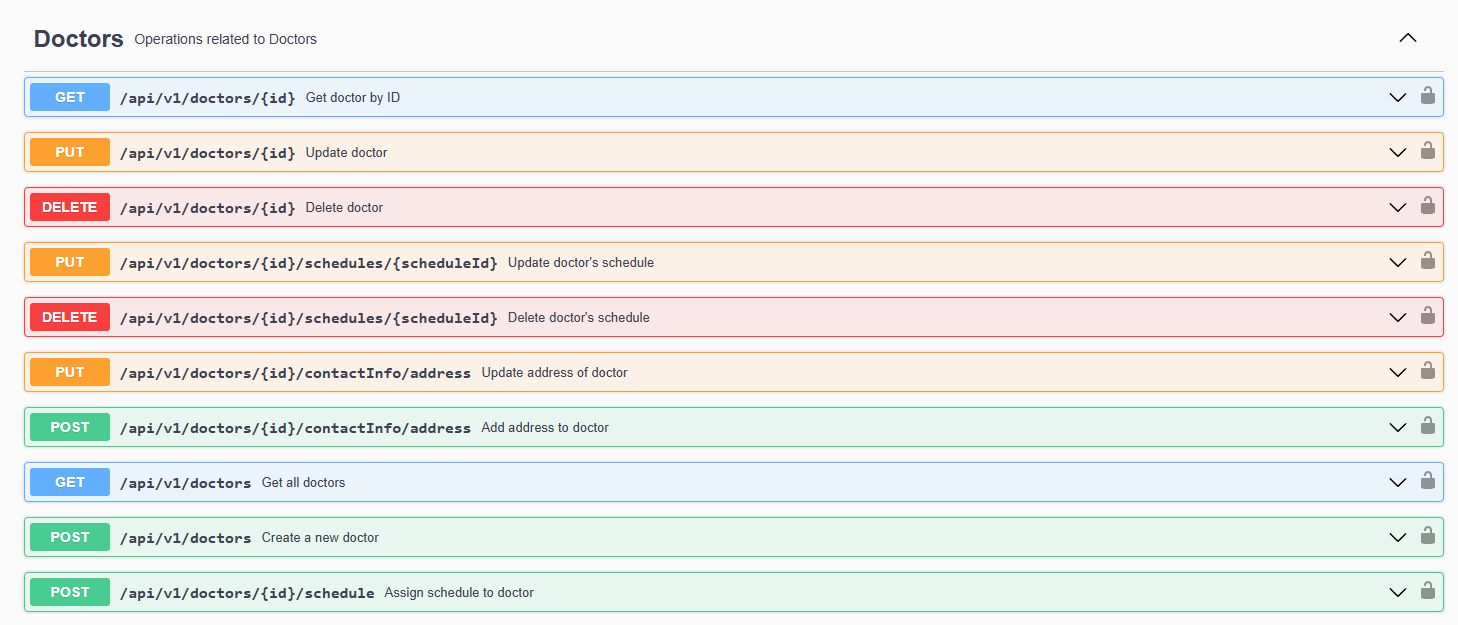 Doctors Operations related to Doctors
GET /api/v1/doctors/{id} Get doctor by ID
PUT /api/v1/doctors/{id} Update doctor
DELETE /api/v1/doctors/{id} Delete doctor
PUT /api/v1/doctors/{id}/schedules/{scheduleId} Update doctor's schedule
DELETE /api/v1/doctors/{id}/schedules/{scheduleId} Delete doctor's schedule
PUT /api/v1/doctors/{id}/contactInfo/address Update address of doctor
POST /api/v1/doctors/{id}/contactInfo/address Add address to doctor
GET /api/v1/doctors Get all doctors
POST /api/v1/doctors Create a new doctor
POST /api/v1/doctors/{id}/schedule Assign schedule to doctor